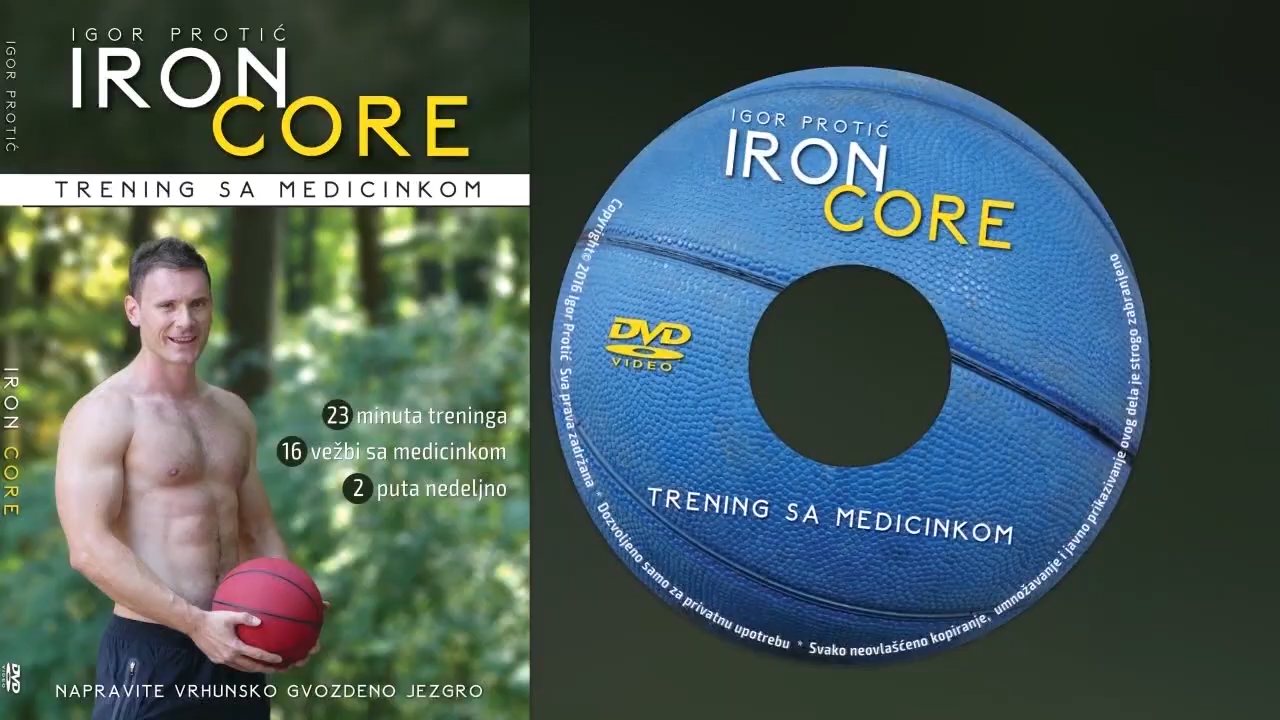 IGOR PROTIĆ
IRON
CORE
TRENING SA MEDICINKOM
23 minuta treninga
16 vežbi sa medicinkom
2 puta nedeljno
NAPRAVITE VRHUNSKO GVOZDENO JEZGRO
IGOR PROTIĆ
IRON CORE
DVD
VIDEO
IGOR PROTIĆ
IRON
CORE
DVD
VIDEO
TRENING SA MEDICINKOM
Copyright© 2016 Igor Protić Sva prava zadržana * Dozvoljeno samo za privatnu upotrebu * Svako neovlašćeno kopiranje, umnožavanje i javno prikazivanje ovog dela je strogo zabranjeno